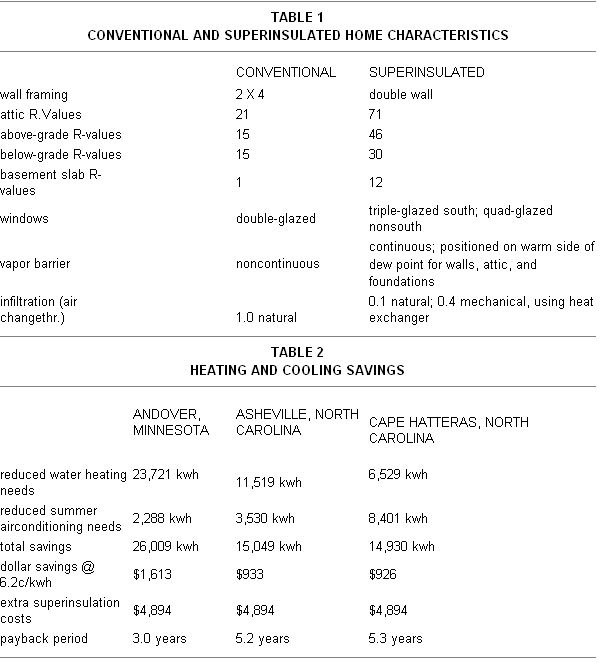 TABLE 1
CONVENTIONAL AND SUPERINSULATED HOME CHARACTERISTICS
CONVENTIONAL SUPERINSULATED
wall framing 2 X 4 double wall
attic R.Values 21 71
above-grade R-values 15 46
below-grade R-values 15 30
basement slab R-
values 1 12
windows double-glazed triple-glazed south; quad-glazed
nonsouth
vapor barrier noncontinuous continuous; positioned on warm side of
dew point for walls, attic, and
foundations
infiltration (air
changethr.) 1.0 natural 0.1 natural; 0.4 mechanical, using heat
exchanger
TABLE 2
HEATING AND COOLING SAVINGS
ANDOVER,
MINNESOTA ASHEVILLE, NORTH
CAROLINA CAPE HATTERAS, NORTH
CAROLINA
reduced water heating
needs 23,721 kwh 11,519 kwh 6,529 kwh
reduced summer
airconditioning needs 2,288 kwh 3,530 kwh 8,401 kwh
total savings 26,009 kwh 15,049 kwh 14,930 kwh
dollar savings @
6.2c/kwh $1,613 $933 $926
extra superinsulation
costs $4,894 $4,894 $4,894
payback period 3.0 years 5.2 years 5.3 years